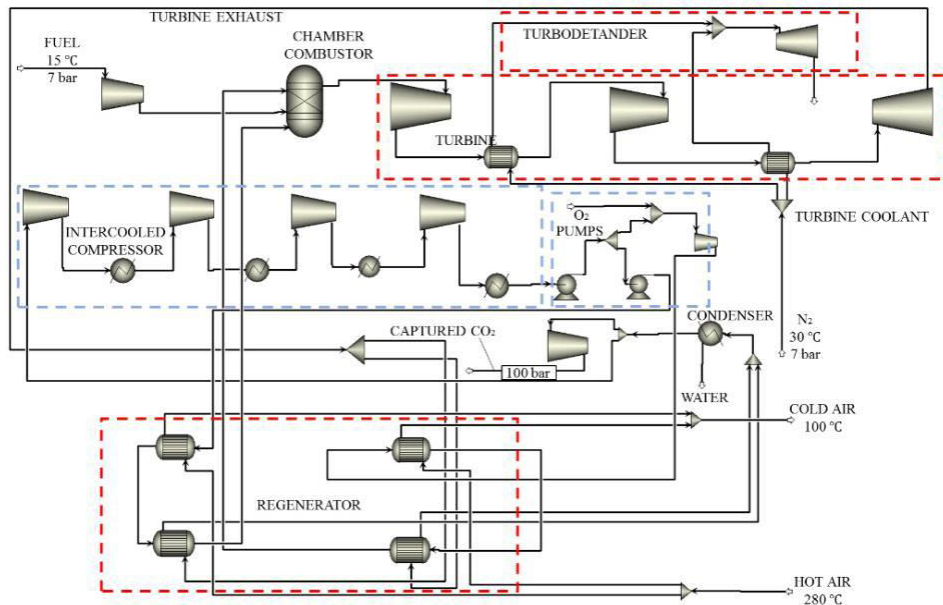 TURBINE EXHAUST
FUEL
15 ℃
7 bar
CHAMBER
COMBUSTOR
TURBODETANDER
TURBINE
INTERCOOLED
COMPRESSOR
O₂
PUMPS
TURBINE COOLANT
N₂
30 ℃
7 bar
CAPTURED CO₂
100 bar
CONDENSER
WATER
COLD AIR
100 ℃
REGENERATOR
HOT AIR
280 ℃